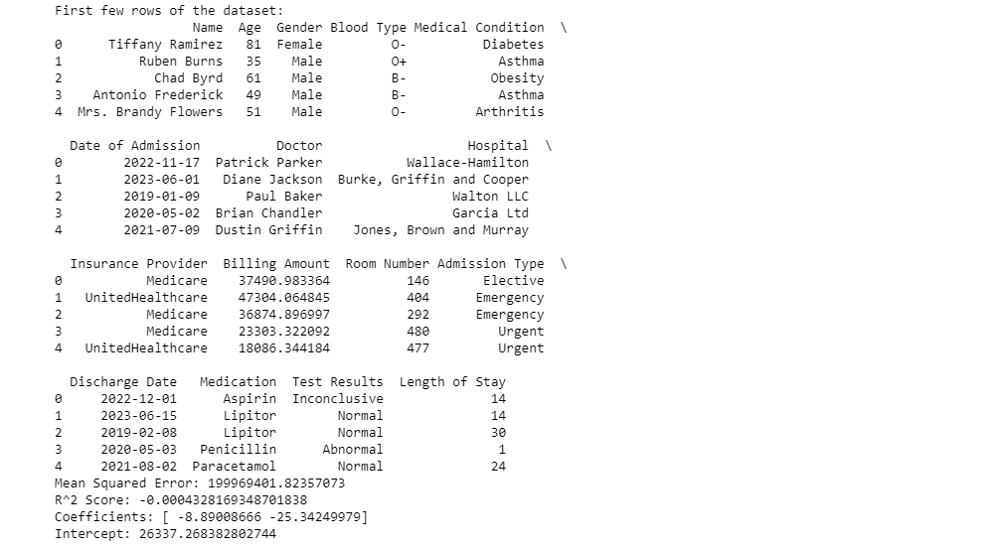 First few rows of the dataset:
Name Age Gender Blood Type Medical Condition \
0 Tiffany Ramirez 81 Female O- Diabetes
1 Ruben Burns 35 Male O+ Asthma
2 Chad Byrd 61 Male B- Obesity
3 Antonio Frederick 49 Male B- Asthma
4 Mrs. Brandy Flowers 51 Male O- Arthritis
Date of Admission Doctor Hospital \
0 2022-11-17 Patrick Parker Wallace-Hamilton
1 2023-06-01 Diane Jackson Burke, Griffin and Cooper
2 2019-01-09 Paul Baker Walton LLC
3 2020-05-02 Brian Chandler Garcia Ltd
4 2021-07-09 Dustin Griffin Jones, Brown and Murray
Insurance Provider Billing Amount Room Number Admission Type \
0 Medicare 37490.983364 146 Elective
1 UnitedHealthcare 47304.064845 404 Emergency
2 Medicare 36874.896997 292 Emergency
3 Medicare 23303.322092 480 Urgent
4 UnitedHealthcare 18086.344184 477 Urgent
Discharge Date Medication Test Results Length of Stay
0 2022-12-01 Aspirin Inconclusive 14
1 2023-06-15 Lipitor Normal 14
2 2019-02-08 Lipitor Normal 30
3 2020-05-03 Penicillin Abnormal 1
4 2021-08-02 Paracetamol Normal 24
Mean Squared Error: 199969401.82357073
R^2 Score: -0.0004328169348701838
Coefficients: [ -8.89008666 -25.34249979]
Intercept: 26337.268382802744